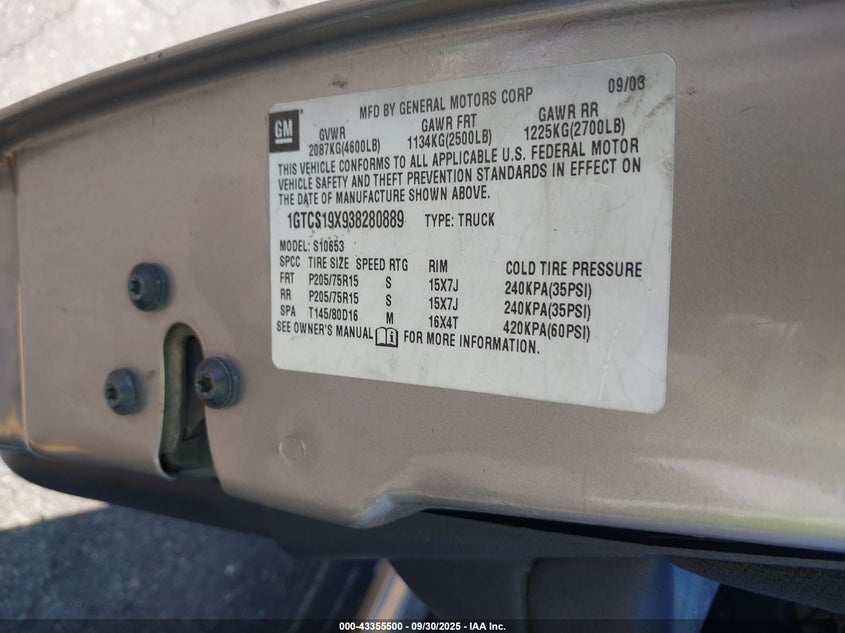 09/03
MFD BY GENERAL MOTORS CORP
GM
GVWR GAWR FRT GAWR RR
2087KG(4600LB) 1134KG(2500LB) 1225KG(2700LB)
THIS VEHICLE CONFORMS TO ALL APPLICABLE U.S. FEDERAL MOTOR
VEHICLE SAFETY AND THEFT PREVENTION STANDARDS IN EFFECT ON
THE DATE OF MANUFACTURE SHOWN ABOVE.
1GTCS19X938280889 TYPE: TRUCK
MODEL: S10653
SPCC TIRE SIZE SPEED RTG RIM COLD TIRE PRESSURE
FRT P205/75R15 S 15X7J 240KPA(35PSI)
RR P205/75R15 S 15X7J 240KPA(35PSI)
SPA T145/80D16 M 16X4T 420KPA(60PSI)
SEE OWNER'S MANUAL i FOR MORE INFORMATION.
000-43355500 - 09/30/2025 - IAA Inc.